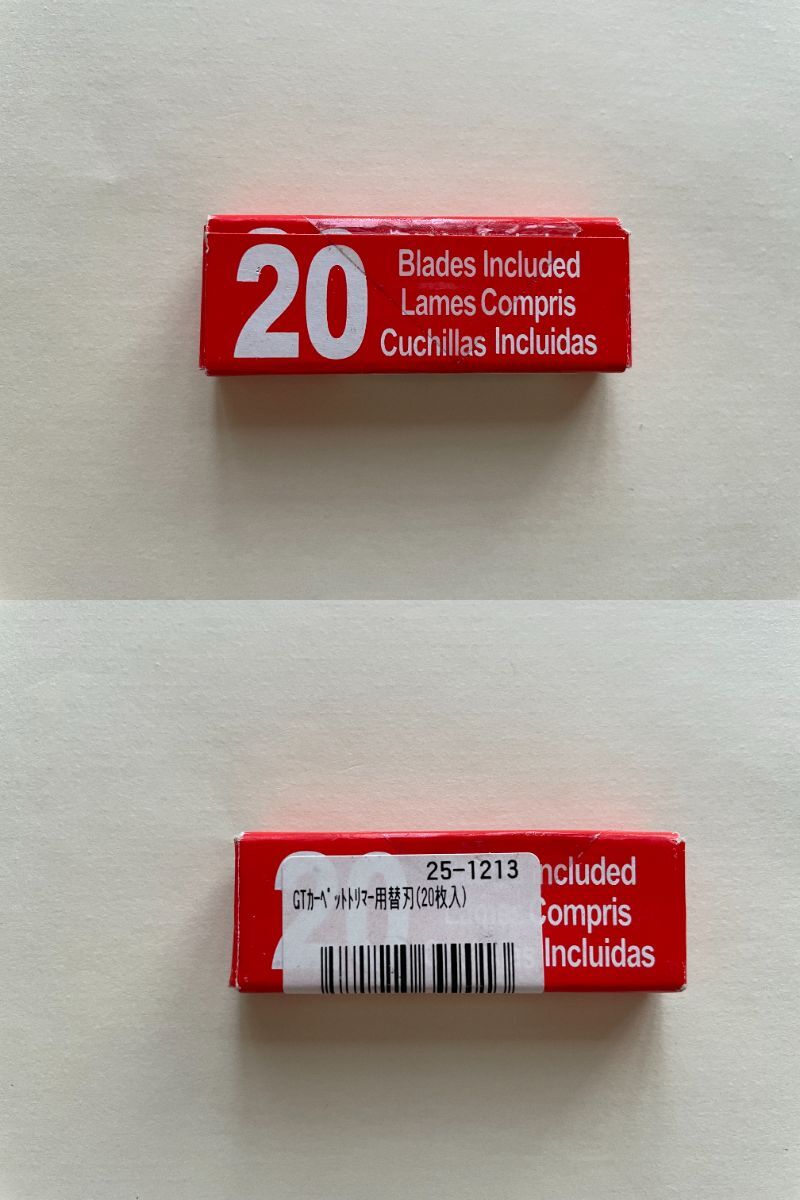 20
Blades Included
Lames Compris
Cuchillas Incluidas
25-1213
GTｶｰﾍﾟｯﾄﾄﾘﾏｰ用替刃(20枚入)
20
ncluded
Compris
Incluidas